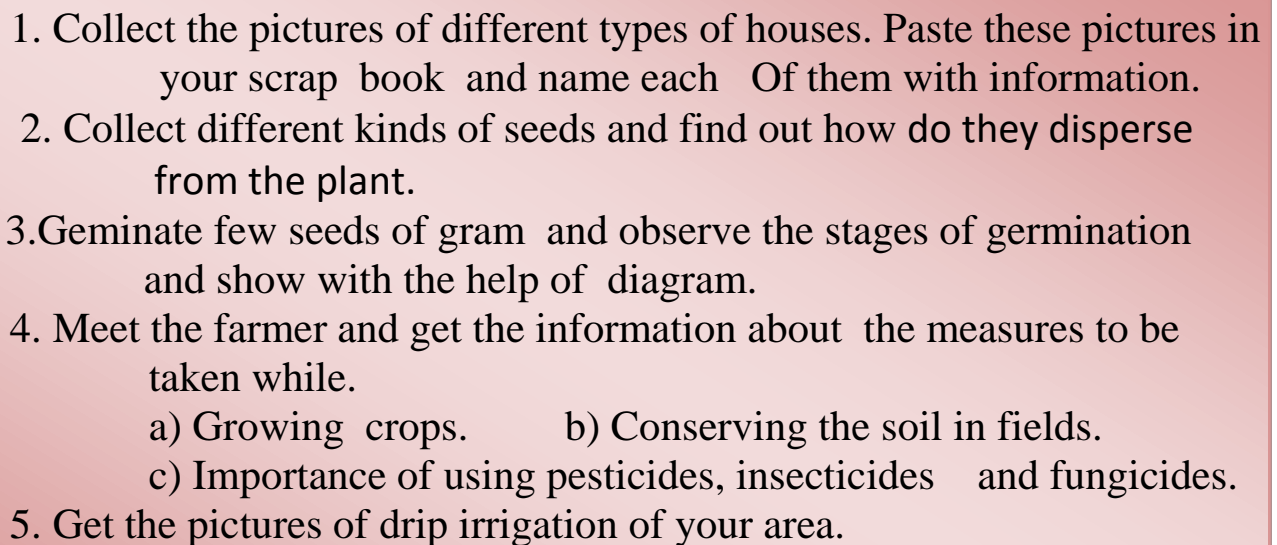 1. Collect the pictures of different types of houses. Paste these pictures in
your scrap book and name each Of them with information.
2. Collect different kinds of seeds and find out how do they disperse
from the plant.
3.Geminate few seeds of gram and observe the stages of germination
and show with the help of diagram.
4. Meet the farmer and get the information about the measures to be
taken while.
a) Growing crops. b) Conserving the soil in fields.
c) Importance of using pesticides, insecticides and fungicides.
5. Get the pictures of drip irrigation of your area.